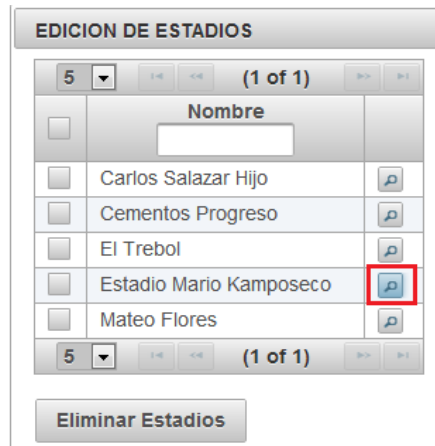 EDICION DE ESTADIOS
5 (1 of 1)
Nombre
Carlos Salazar Hijo
Cementos Progreso
El Trebol
Estadio Mario Kamposeco
Mateo Flores
5 (1 of 1)
Eliminar Estadios